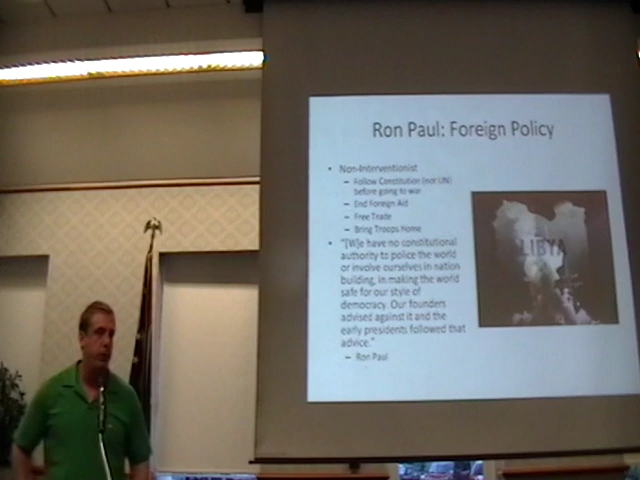 Ron Paul: Foreign Policy
• Non-Interventionist
– Follow Constitution (not UN)
before going to war
– End Foreign Aid
– Free Trade
– Bring Troops Home
• "[W]e have no constitutional
authority to police the world
or involve ourselves in nation
building, in making the world
safe for our style of
democracy. Our founders
advised against it and the
early presidents followed that
advice."
– Ron Paul
LIBYA